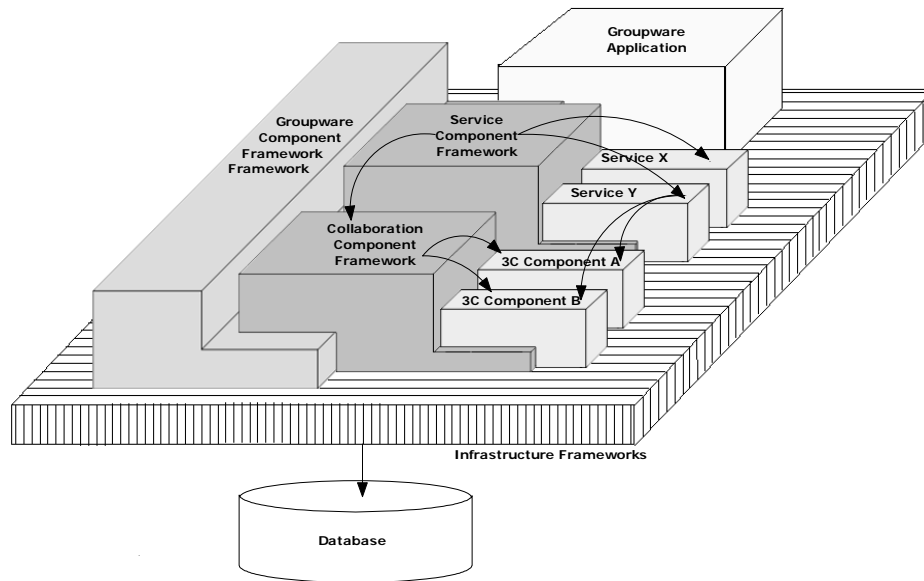 Groupware
Application
Groupware
Component
Framework
Framework
Service
Component
Framework
Service X
Service Y
Collaboration
Component
Framework
3C Component A
3C Component B
Infrastructure Frameworks
Database